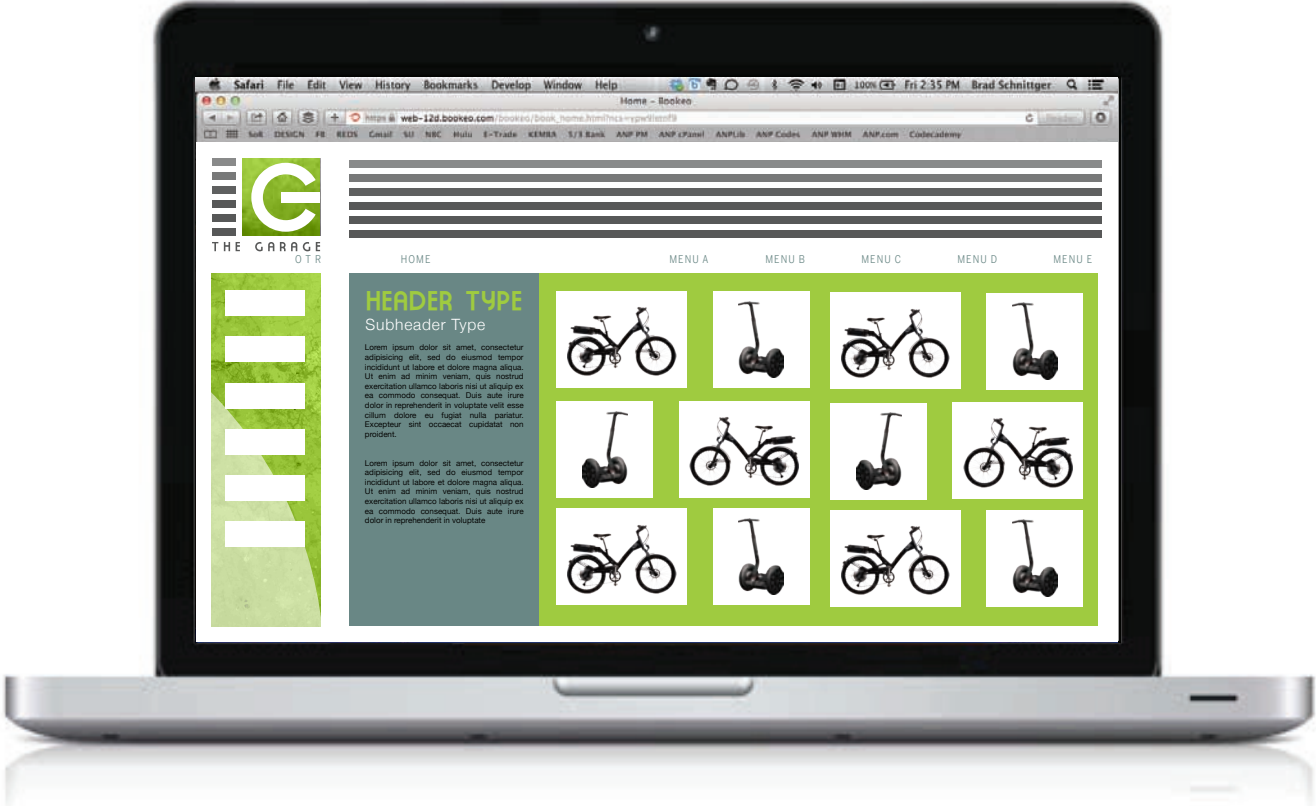 Safari File Edit View History Bookmarks Develop Window Help 100% Fri 2:35 PM Brad Schnittger
Home – Bookeo
https web-12d.bookeo.com/bookeo/book_home.html?ncs=
Reader
SoR DESIGN FB REDS Gmail SU NBC Hulu E-Trade KEMBA 5/3 Bank ANP PM ANP cPanel ANPLib ANP Codes ANP WHM ANP.com Codecademy
G
THE GARAGE
OTR
HOME MENU A MENU B MENU C MENU D MENU E
HEADER TYPE
Subheader Type
Lorem ipsum dolor sit amet, consectetur
adipisicing elit, sed do eiusmod tempor
incididunt ut labore et dolore magna aliqua.
Ut enim ad minim veniam, quis nostrud
exercitation ullamco laboris nisi ut aliquip ex
ea commodo consequat. Duis aute irure
dolor in reprehenderit in voluptate velit esse
cillum dolore eu fugiat nulla pariatur.
Excepteur sint occaecat cupidatat non
proident.
Lorem ipsum dolor sit amet, consectetur
adipisicing elit, sed do eiusmod tempor
incididunt ut labore et dolore magna aliqua.
Ut enim ad minim veniam, quis nostrud
exercitation ullamco laboris nisi ut aliquip ex
ea commodo consequat. Duis aute irure
dolor in reprehenderit in voluptate